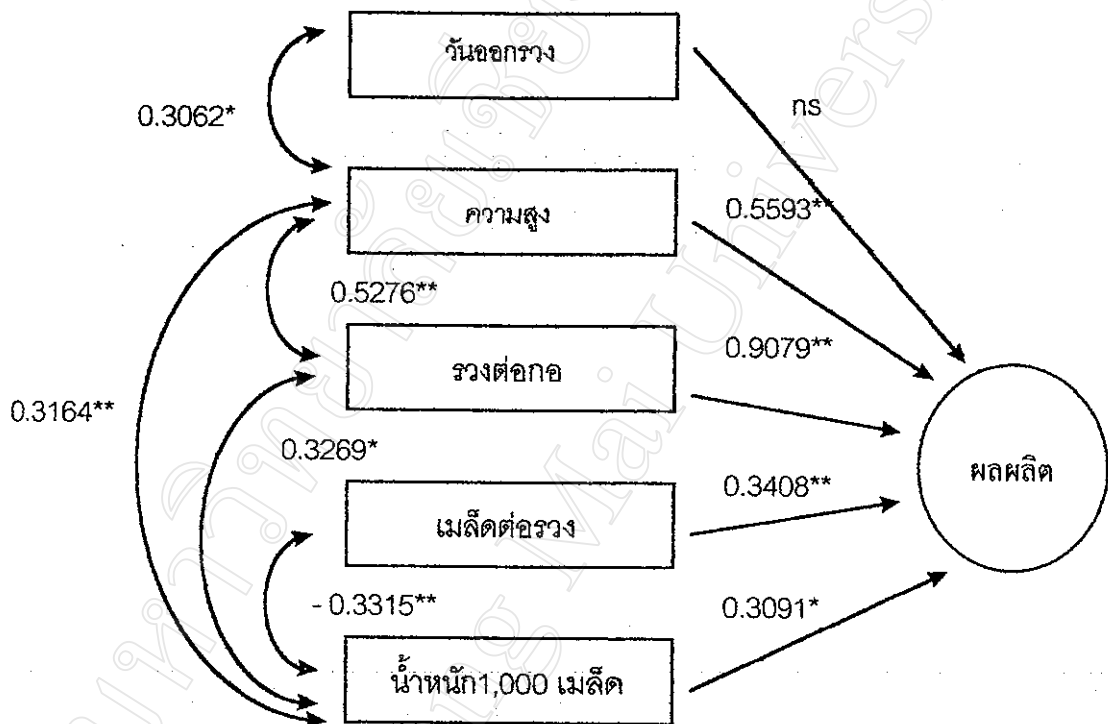 วันออกรวง
ns
0.3062*
ความสูง
0.5593**
0.5276**
รวงต่อกอ
0.9079**
0.3164**
0.3269*
ผลผลิต
เมล็ดต่อรวง
0.3408**
- 0.3315**
0.3091*
น้ำหนัก1,000 เมล็ด